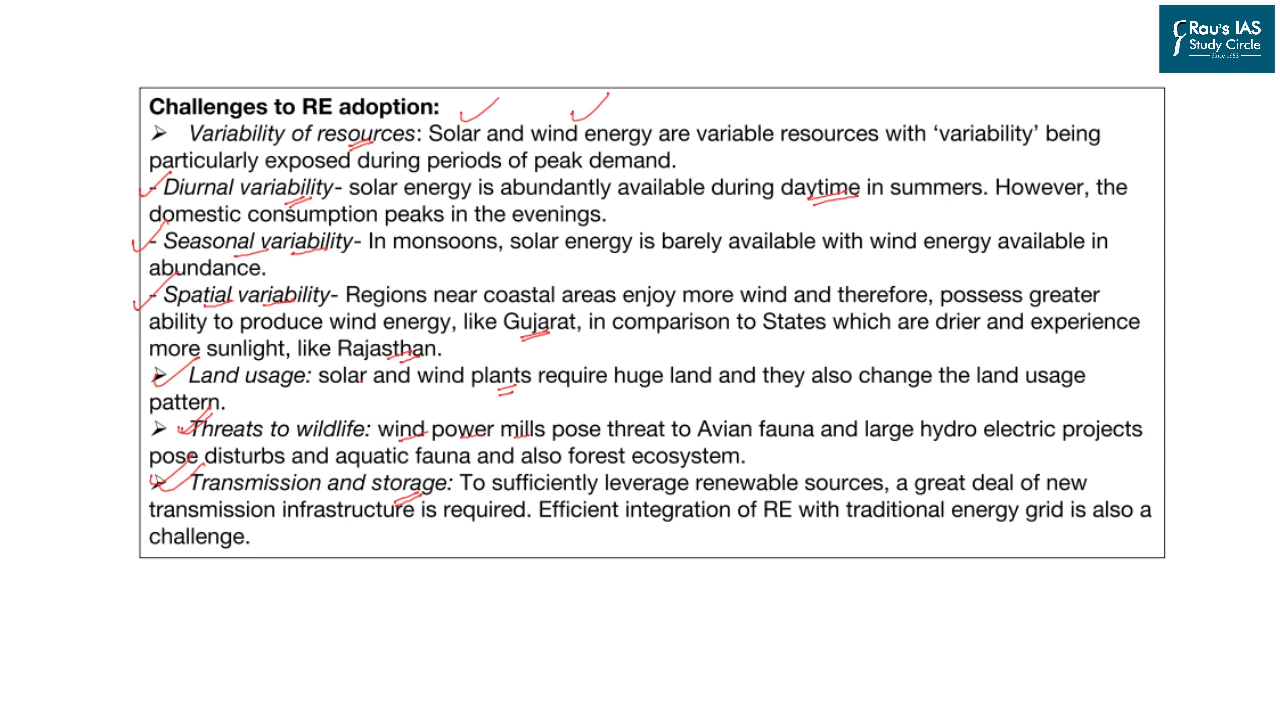 Rau's IAS
Study Circle
Since 1953
Challenges to RE adoption:
➢ Variability of resources: Solar and wind energy are variable resources with ‘variability’ being
particularly exposed during periods of peak demand.
- Diurnal variability- solar energy is abundantly available during daytime in summers. However, the
domestic consumption peaks in the evenings.
- Seasonal variability- In monsoons, solar energy is barely available with wind energy available in
abundance.
- Spatial variability- Regions near coastal areas enjoy more wind and therefore, possess greater
ability to produce wind energy, like Gujarat, in comparison to States which are drier and experience
more sunlight, like Rajasthan.
➢ Land usage: solar and wind plants require huge land and they also change the land usage
pattern.
➢ Threats to wildlife: wind power mills pose threat to Avian fauna and large hydro electric projects
pose disturbs and aquatic fauna and also forest ecosystem.
➢ Transmission and storage: To sufficiently leverage renewable sources, a great deal of new
transmission infrastructure is required. Efficient integration of RE with traditional energy grid is also a
challenge.